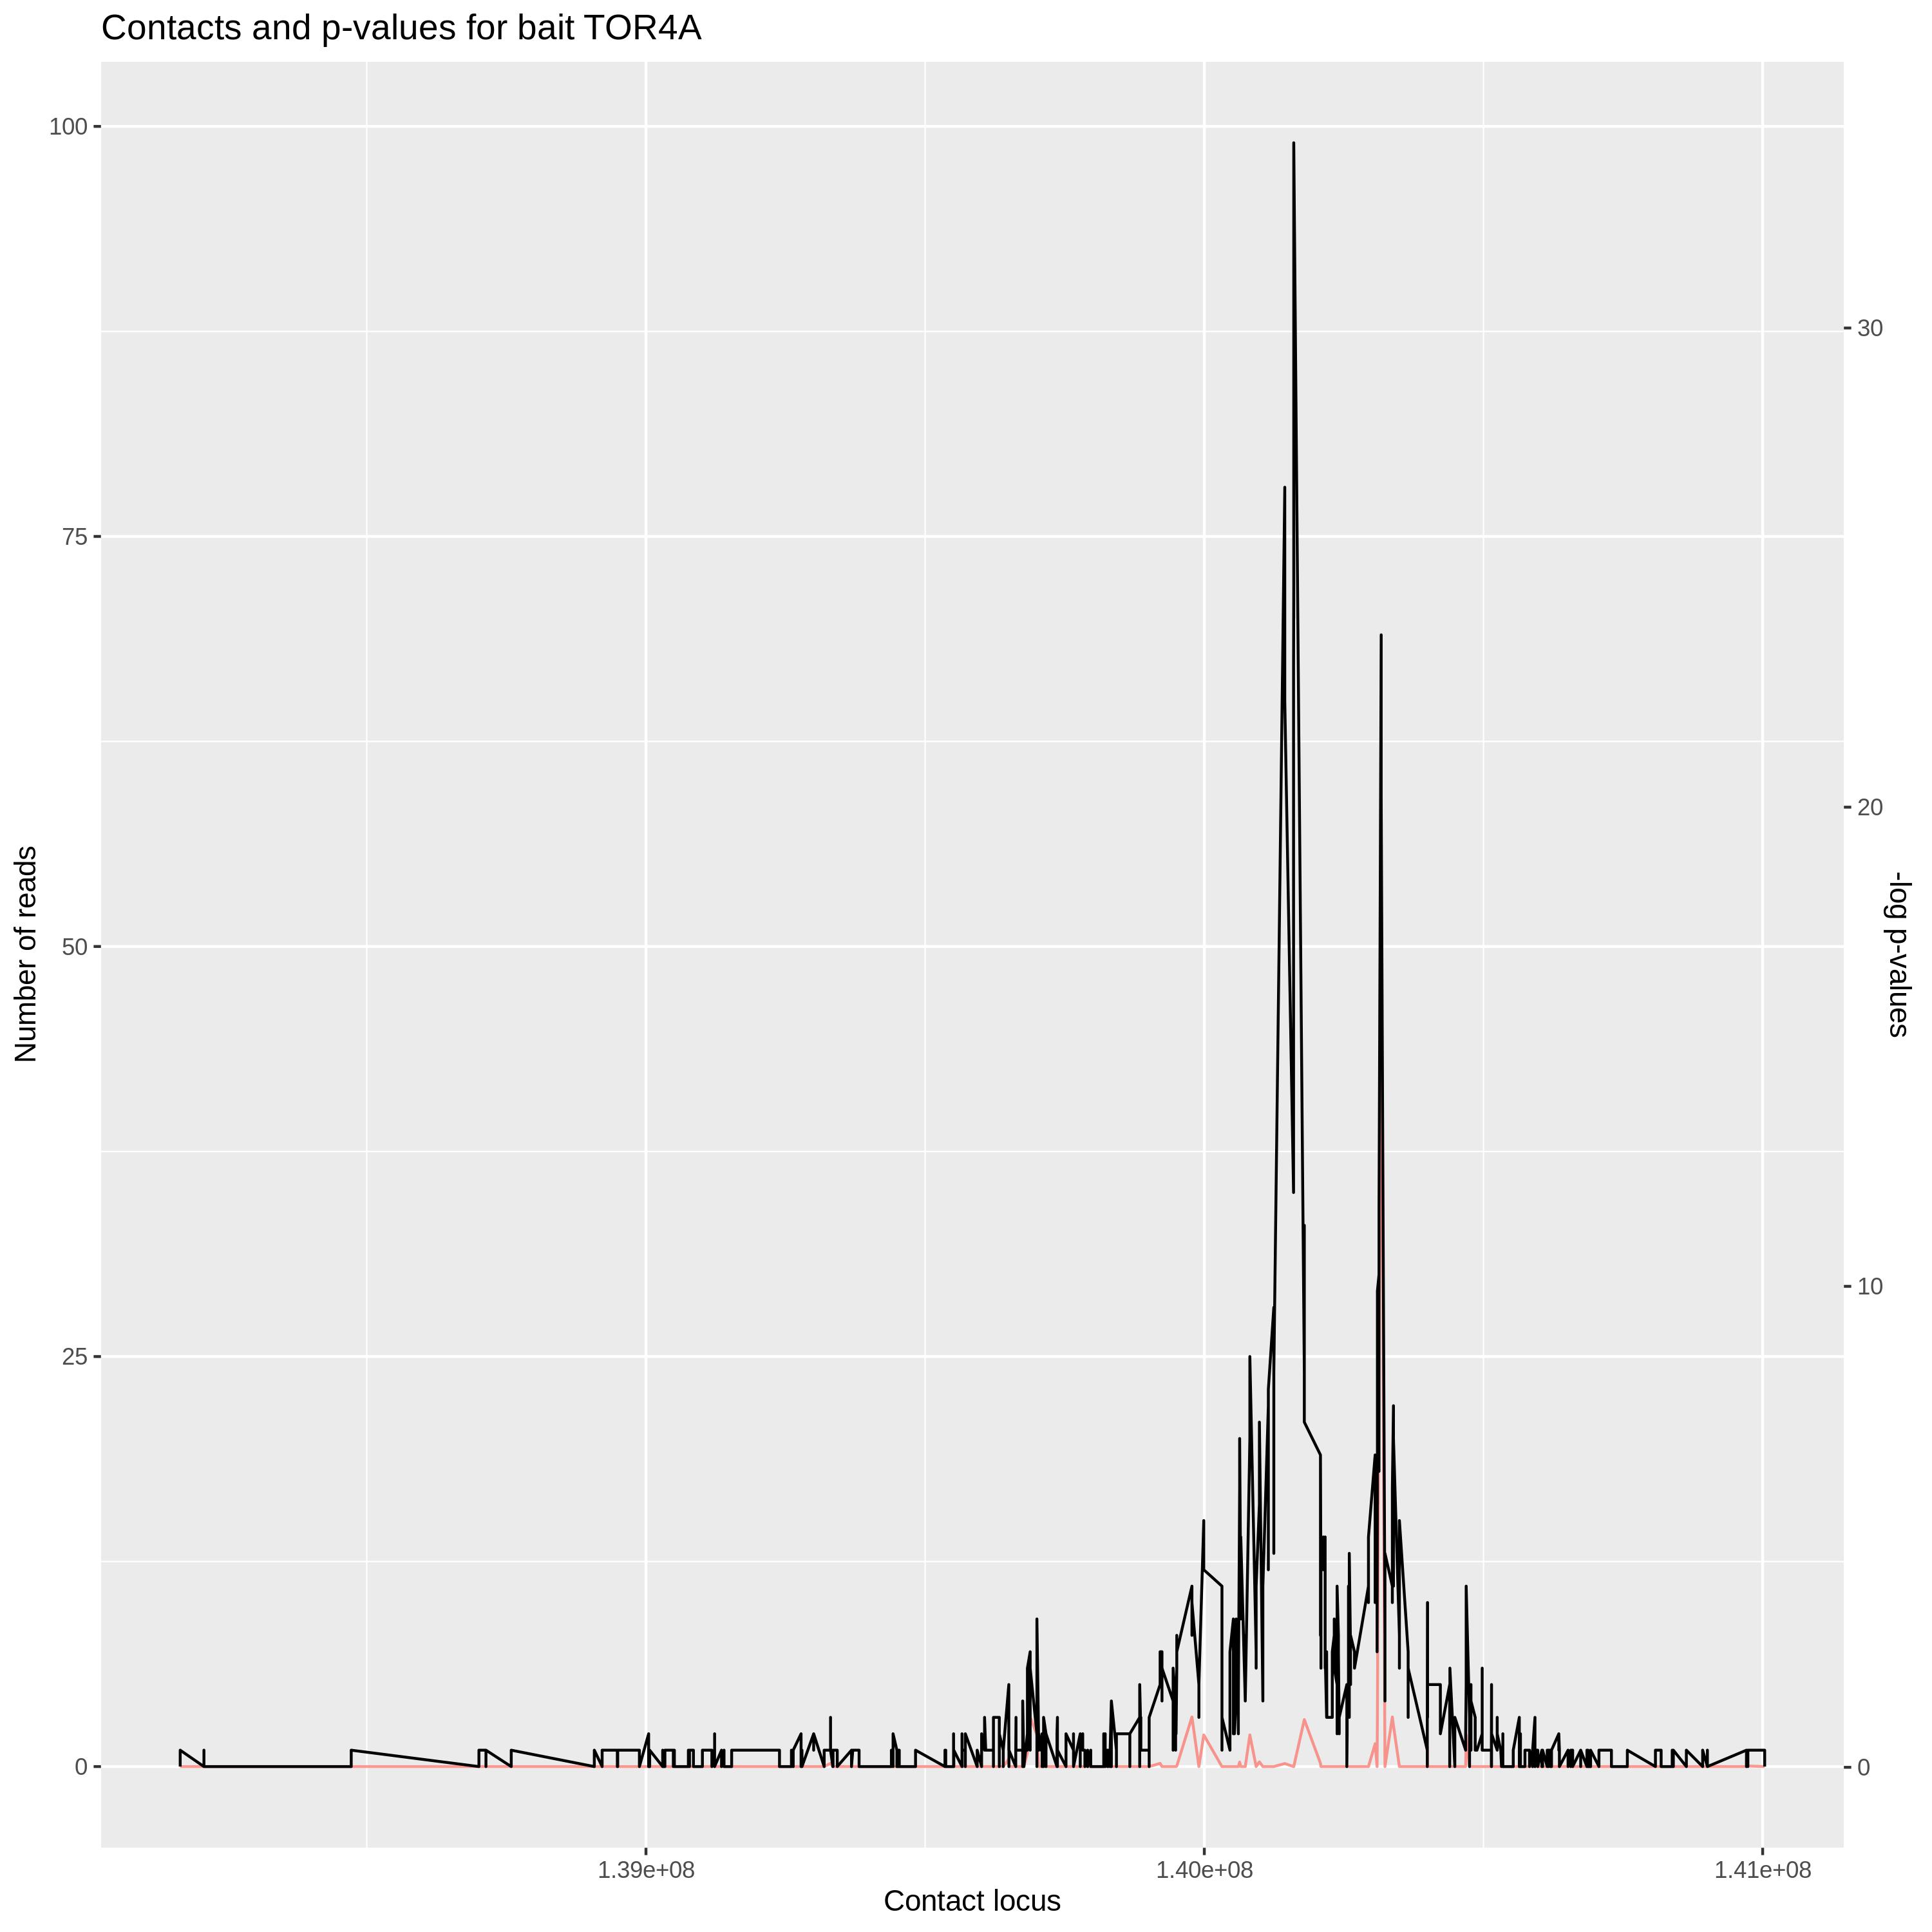 Contacts and p-values for bait TOR4A
100
75
50
25
0
Number of reads
30
20
10
0
-log p-values
1.39e+08
1.40e+08
1.41e+08
Contact locus